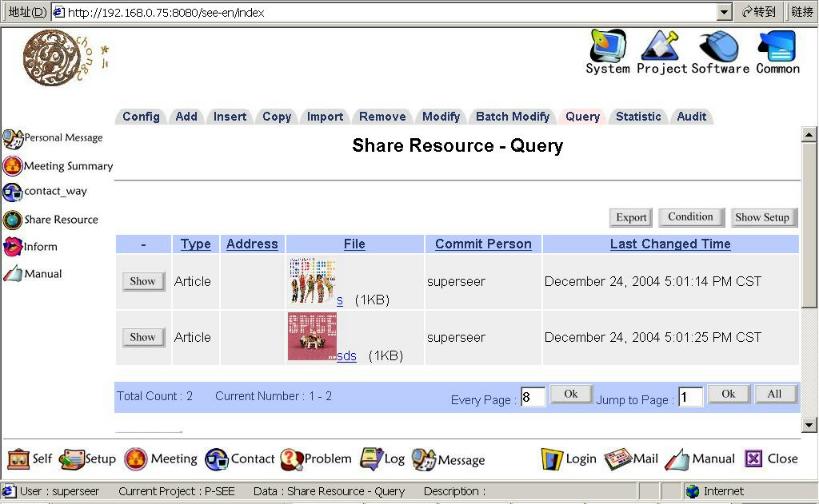 地址(D) http://192.168.0.75:8080/see-en/index 转到 链接
System Project Software Common
Config Add Insert Copy Import Remove Modify Batch Modify Query Statistic Audit
Personal Message
Meeting Summary
contact_way
Share Resource
Inform
Manual
Share Resource - Query
Export Condition Show Setup
- Type Address File Commit Person Last Changed Time
Show Article s (1KB) superseer December 24, 2004 5:01:14 PM CST
Show Article sds (1KB) superseer December 24, 2004 5:01:25 PM CST
Total Count : 2 Current Number : 1 - 2 Every Page : 8 Ok Jump to Page : 1 Ok All
Self Setup Meeting Contact Problem Log Message Login Mail Manual Close
User : superseer Current Project : P-SEE Data : Share Resource - Query Description : Internet